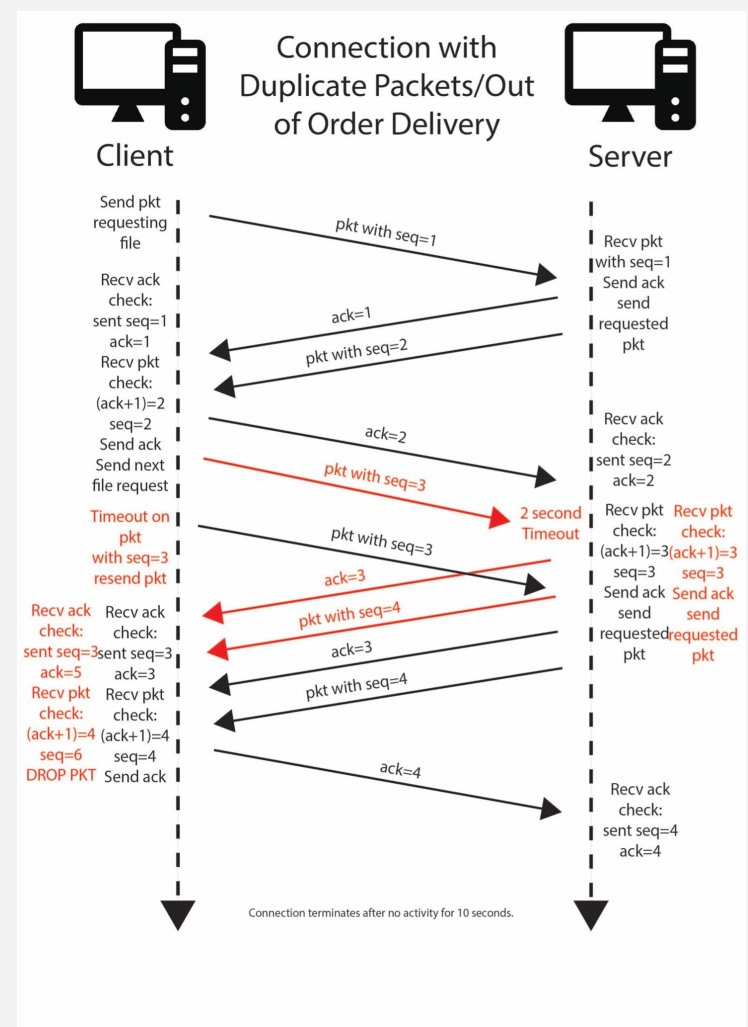 Connection with
Duplicate Packets/Out
of Order Delivery
Client
Server
Send pkt
requesting
file
pkt with seq=1
Recv pkt
with seq=1
Send ack
send
requested
pkt
Recv ack
check:
sent seq=1
ack=1
Recv pkt
check:
(ack+1)=2
seq=2
Send ack
Send next
file request
ack=1
pkt with seq=2
ack=2
Recv ack
check:
sent seq=2
ack=2
pkt with seq=3
2 second
Timeout
Timeout on
pkt
with seq=3
resend pkt
pkt with seq=3
Recv pkt
check:
(ack+1)=3
seq=3
Send ack
send
requested
pkt
Recv pkt
check:
(ack+1)=3
seq=3
Send ack
send
requested
pkt
ack=3
pkt with seq=4
ack=3
pkt with seq=4
Recv ack
check:
sent seq=3
ack=5
Recv pkt
check:
(ack+1)=4
seq=6
DROP PKT
Recv ack
check:
sent seq=3
ack=3
Recv pkt
check:
(ack+1)=4
seq=4
Send ack
ack=4
Recv ack
check:
sent seq=4
ack=4
Connection terminates after no activity for 10 seconds.